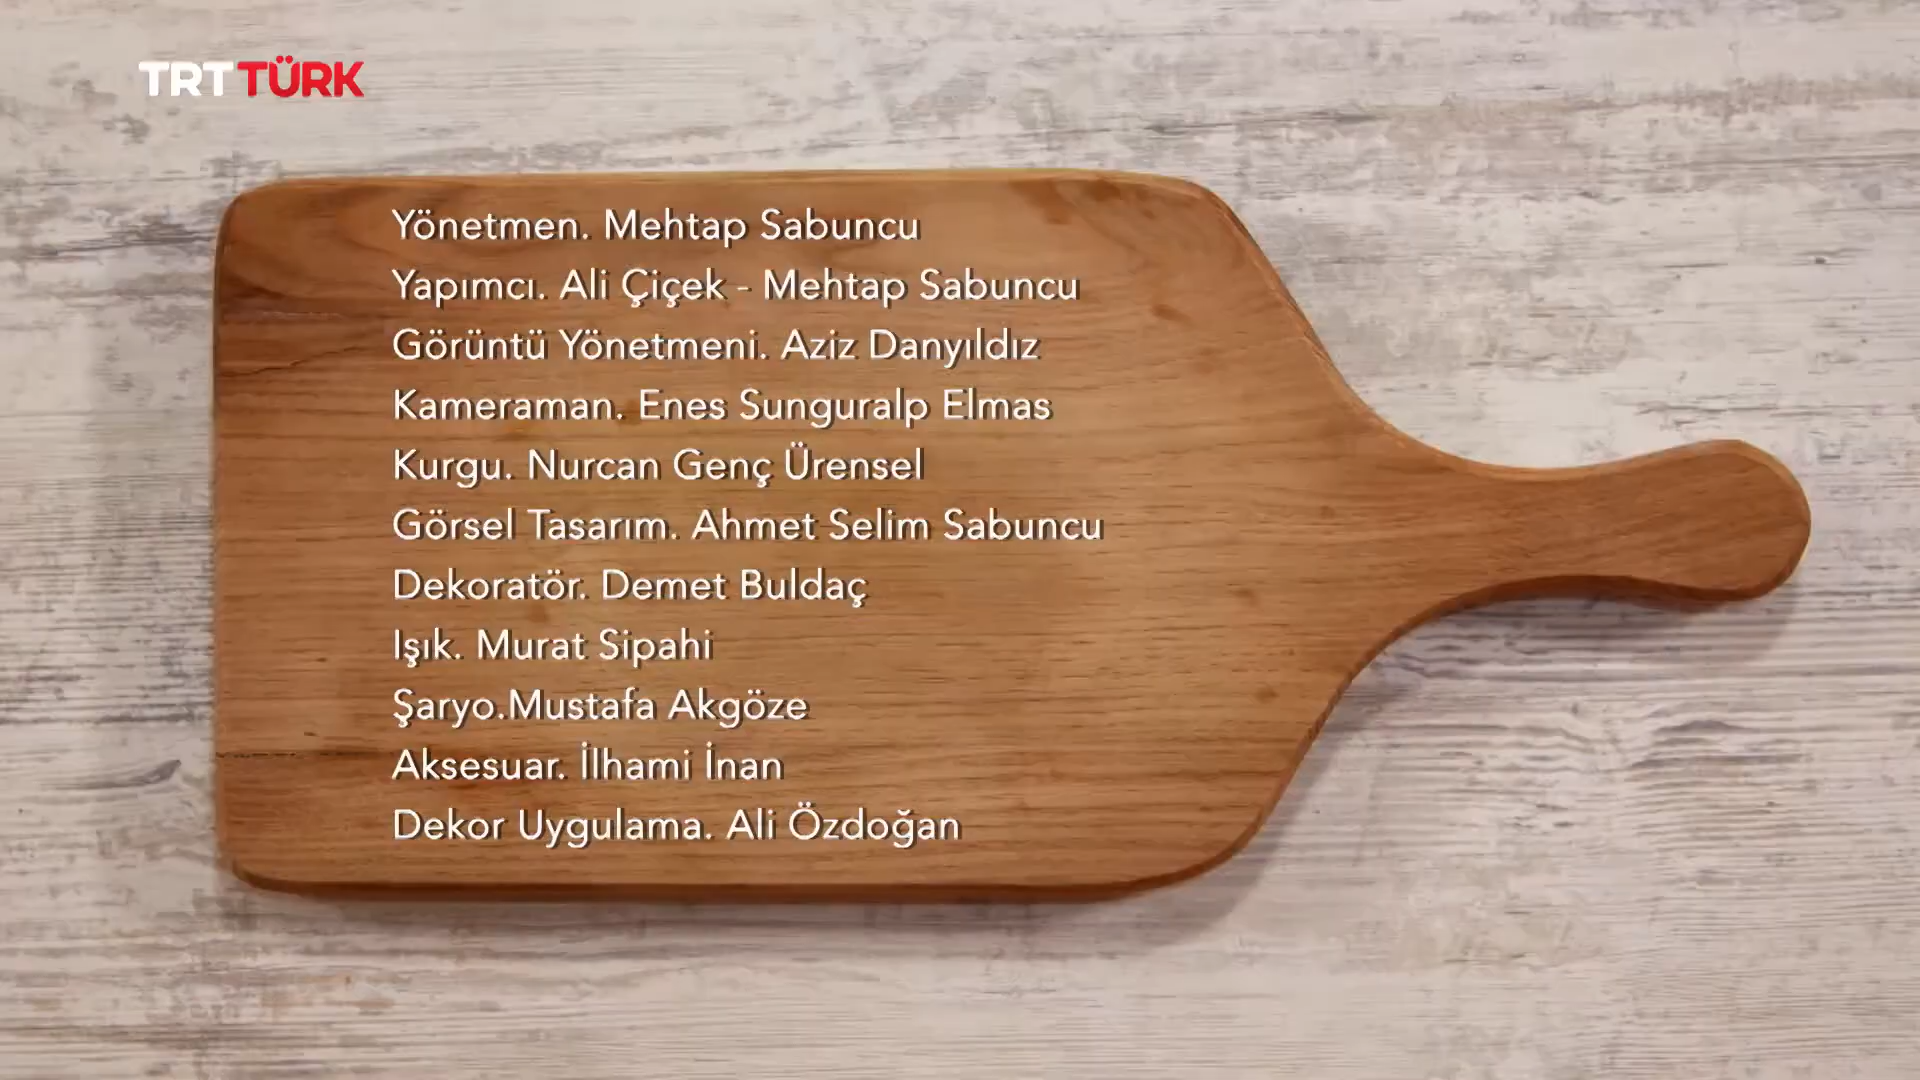 TRT TÜRK
Yönetmen. Mehtap Sabuncu
Yapımcı. Ali Çiçek - Mehtap Sabuncu
Görüntü Yönetmeni. Aziz Danyıldız
Kameraman. Enes Sunguralp Elmas
Kurgu. Nurcan Genç Ürensel
Görsel Tasarım. Ahmet Selim Sabuncu
Dekoratör. Demet Buldaç
Işık. Murat Sipahi
Şaryo.Mustafa Akgöze
Aksesuar. İlhami İnan
Dekor Uygulama. Ali Özdoğan